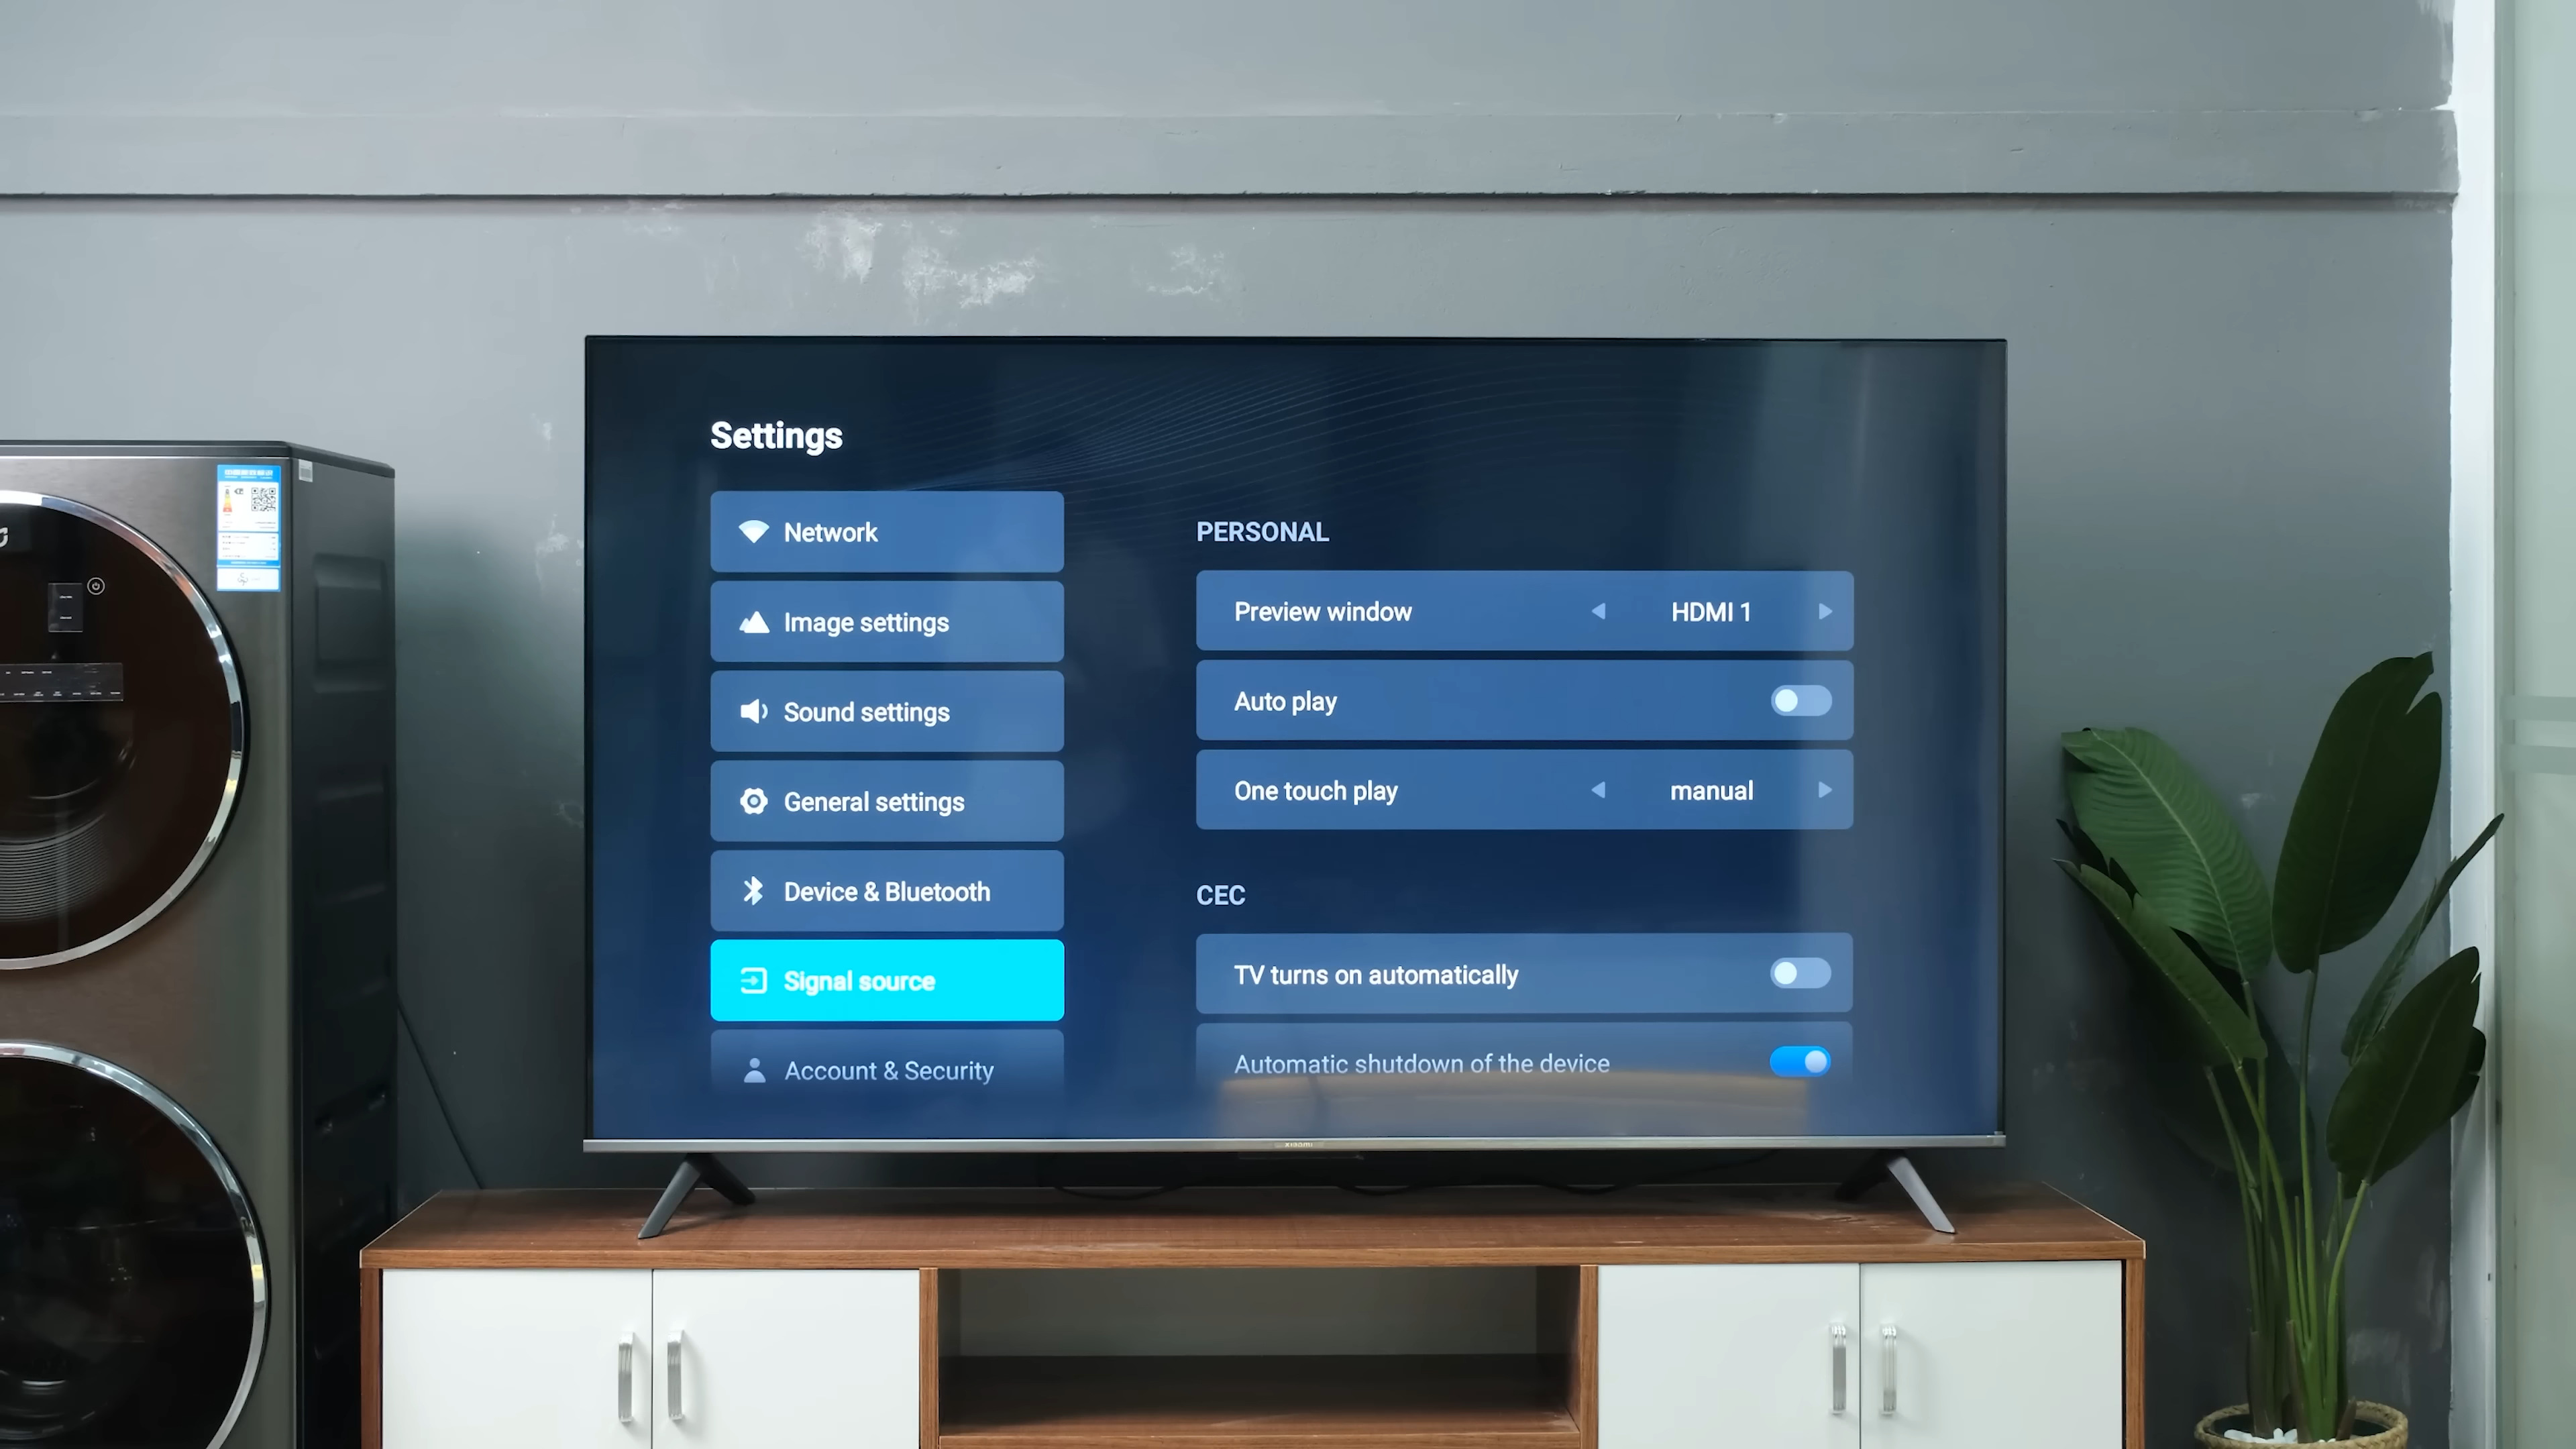 Settings
Network
Image settings
Sound settings
General settings
Device & Bluetooth
Signal source
Account & Security
PERSONAL
Preview window HDMI 1
Auto play
One touch play manual
CEC
TV turns on automatically
Automatic shutdown of the device
xiaomi